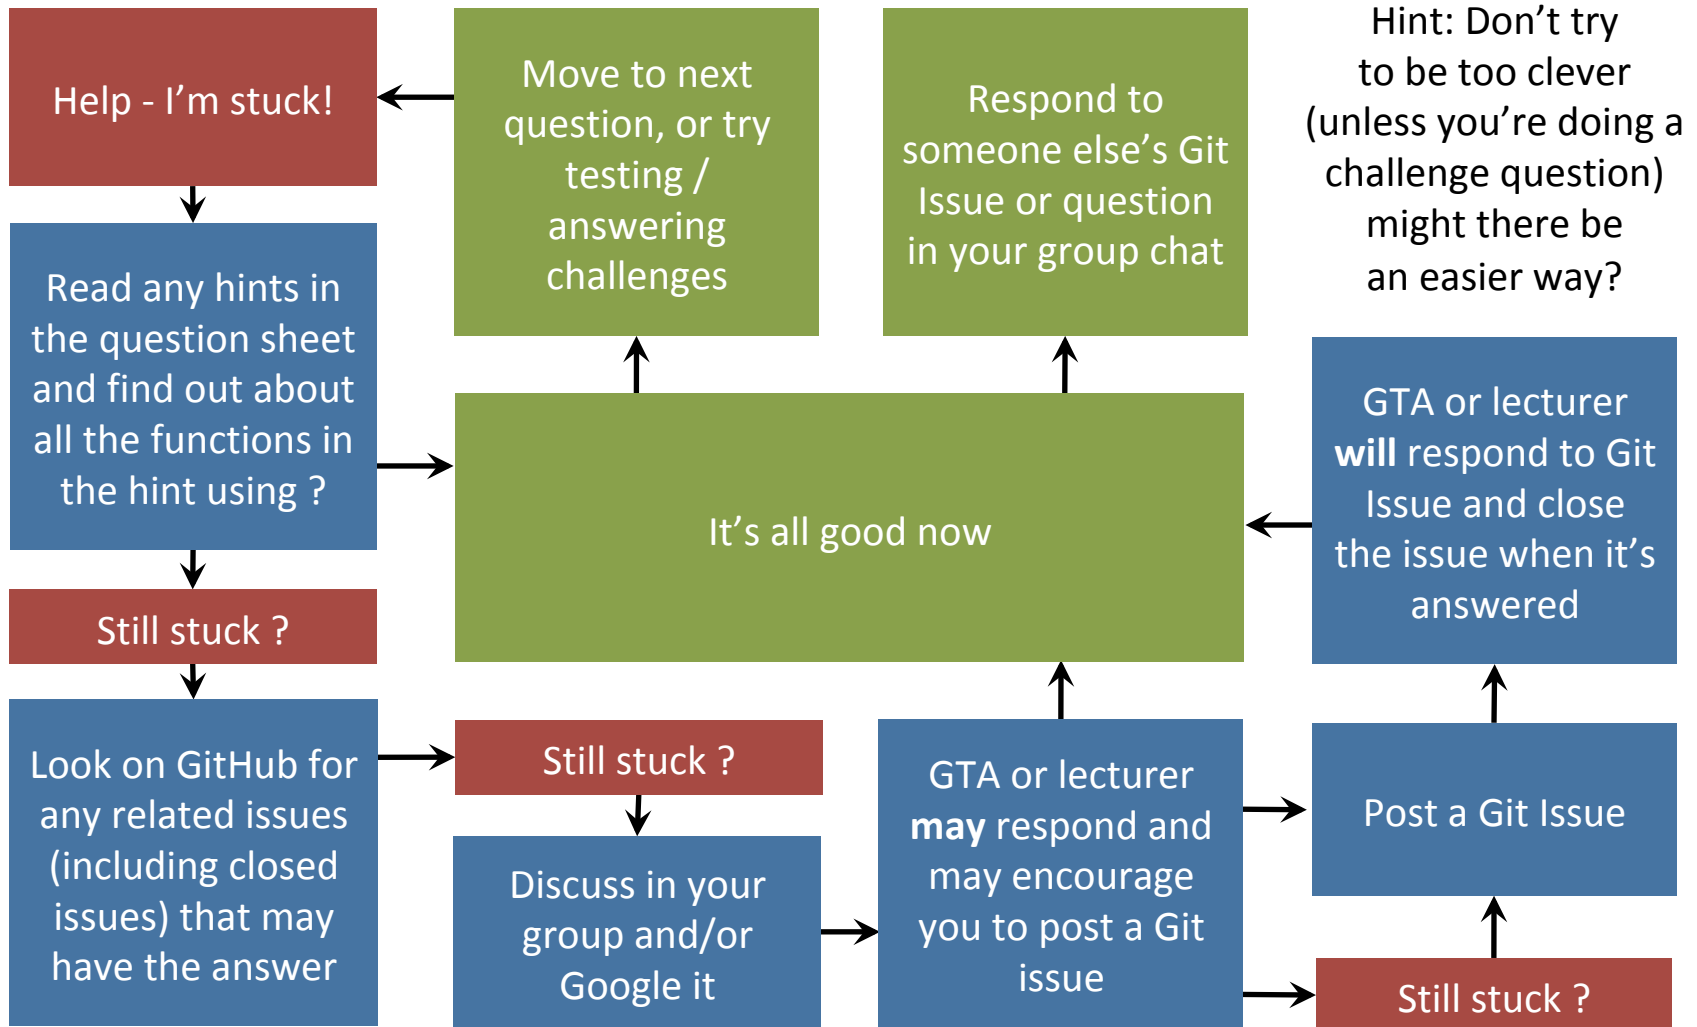 Help - I’m stuck!
Move to next
question, or try
testing /
answering
challenges
Respond to
someone else’s Git
Issue or question
in your group chat
Hint: Don’t try
to be too clever
(unless you’re doing a
challenge question)
might there be
an easier way?
Read any hints in
the question sheet
and find out about
all the functions in
the hint using ?
It’s all good now
GTA or lecturer
will respond to Git
Issue and close
the issue when it’s
answered
Still stuck ?
Look on GitHub for
any related issues
(including closed
issues) that may
have the answer
Still stuck ?
Discuss in your
group and/or
Google it
GTA or lecturer
may respond and
may encourage
you to post a Git
issue
Post a Git Issue
Still stuck ?